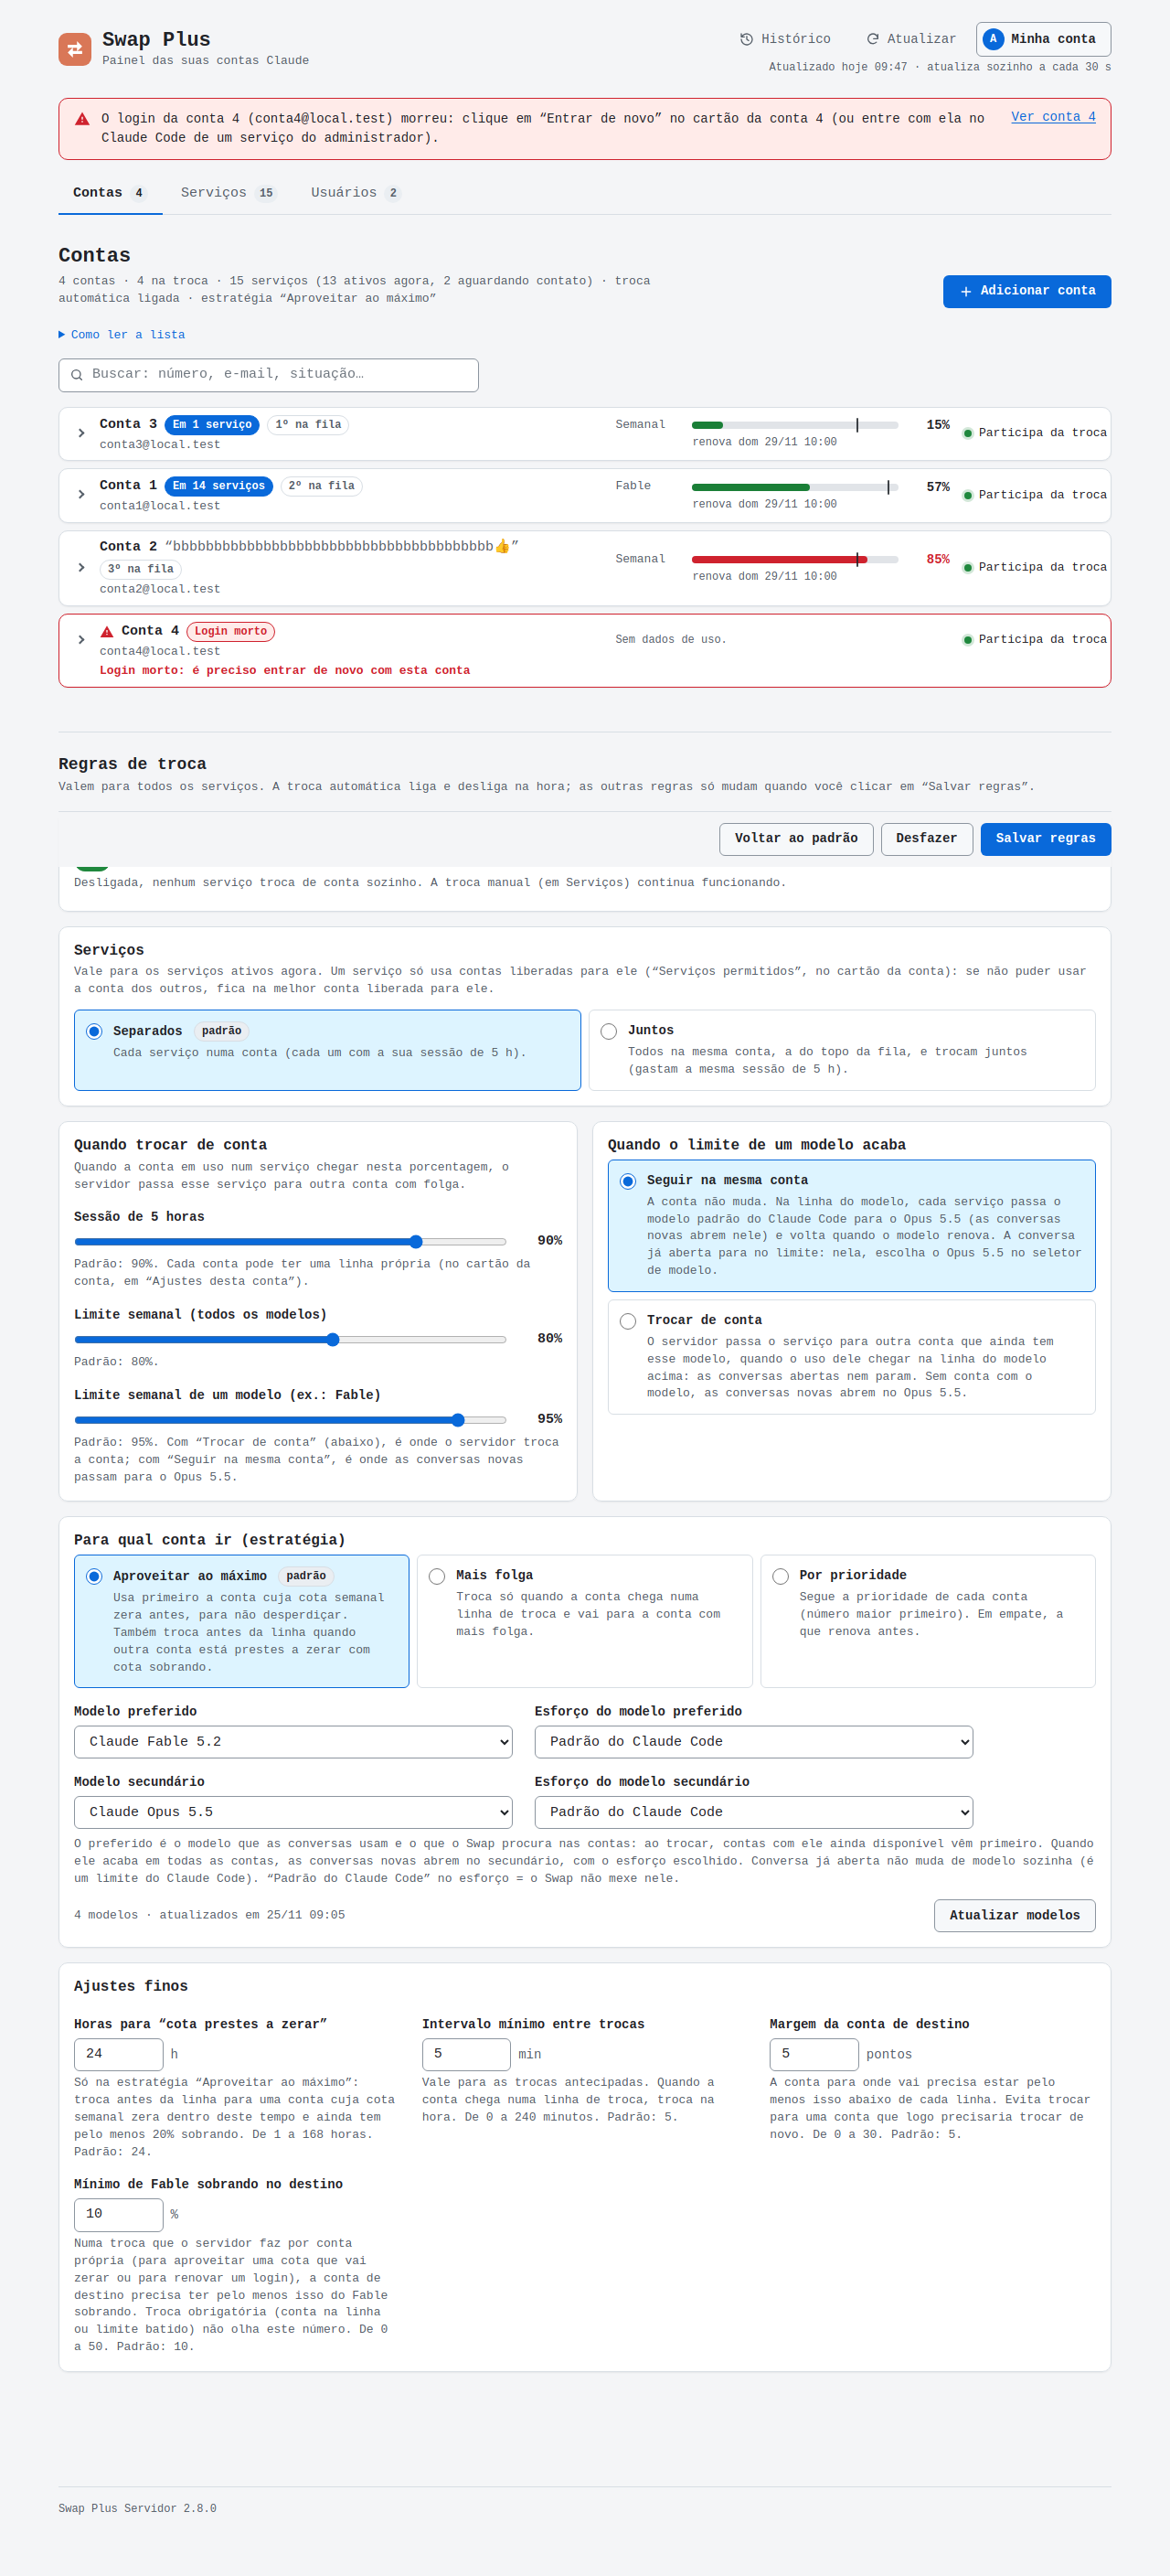 Swap Plus
Painel das suas contas Claude
Histórico
Atualizar
A Minha conta
Atualizado hoje 09:47 · atualiza sozinho a cada 30 s
O login da conta 4 (conta4@local.test) morreu: clique em “Entrar de novo” no cartão da conta 4 (ou entre com ela no
Claude Code de um serviço do administrador).
Ver conta 4
Contas 4
Serviços 15
Usuários 2
Contas
4 contas · 4 na troca · 15 serviços (13 ativos agora, 2 aguardando contato) · troca
automática ligada · estratégia “Aproveitar ao máximo”
Adicionar conta
Como ler a lista
Buscar: número, e-mail, situação…
Conta 3 Em 1 serviço 1º na fila
conta3@local.test
Semanal 15%
renova dom 29/11 10:00
Participa da troca
Conta 1 Em 14 serviços 2º na fila
conta1@local.test
Fable 57%
renova dom 29/11 10:00
Participa da troca
Conta 2 “bbbbbbbbbbbbbbbbbbbbbbbbbbbbbbbbbbbbbbb👍”
3º na fila
conta2@local.test
Semanal 85%
renova dom 29/11 10:00
Participa da troca
Conta 4 Login morto
conta4@local.test
Login morto: é preciso entrar de novo com esta conta
Sem dados de uso.
Participa da troca
Regras de troca
Valem para todos os serviços. A troca automática liga e desliga na hora; as outras regras só mudam quando você clicar em “Salvar regras”.
Voltar ao padrão
Desfazer
Salvar regras
Desligada, nenhum serviço troca de conta sozinho. A troca manual (em Serviços) continua funcionando.
Serviços
Vale para os serviços ativos agora. Um serviço só usa contas liberadas para ele (“Serviços permitidos”, no cartão da conta): se não puder usar
a conta dos outros, fica na melhor conta liberada para ele.
Separados padrão
Cada serviço numa conta (cada um com a sua sessão de 5 h).
Juntos
Todos na mesma conta, a do topo da fila, e trocam juntos
(gastam a mesma sessão de 5 h).
Quando trocar de conta
Quando a conta em uso num serviço chegar nesta porcentagem, o
servidor passa esse serviço para outra conta com folga.
Sessão de 5 horas
90%
Padrão: 90%. Cada conta pode ter uma linha própria (no cartão da
conta, em “Ajustes desta conta”).
Limite semanal (todos os modelos)
80%
Padrão: 80%.
Limite semanal de um modelo (ex.: Fable)
95%
Padrão: 95%. Com “Trocar de conta” (abaixo), é onde o servidor troca
a conta; com “Seguir na mesma conta”, é onde as conversas novas
passam para o Opus 5.5.
Quando o limite de um modelo acaba
Seguir na mesma conta
A conta não muda. Na linha do modelo, cada serviço passa o
modelo padrão do Claude Code para o Opus 5.5 (as conversas
novas abrem nele) e volta quando o modelo renova. A conversa
já aberta para no limite: nela, escolha o Opus 5.5 no seletor
de modelo.
Trocar de conta
O servidor passa o serviço para outra conta que ainda tem
esse modelo, quando o uso dele chegar na linha do modelo
acima: as conversas abertas nem param. Sem conta com o
modelo, as conversas novas abrem no Opus 5.5.
Para qual conta ir (estratégia)
Aproveitar ao máximo padrão
Usa primeiro a conta cuja cota semanal
zera antes, para não desperdiçar.
Também troca antes da linha quando
outra conta está prestes a zerar com
cota sobrando.
Mais folga
Troca só quando a conta chega numa
linha de troca e vai para a conta com
mais folga.
Por prioridade
Segue a prioridade de cada conta
(número maior primeiro). Em empate, a
que renova antes.
Modelo preferido
Claude Fable 5.2
Esforço do modelo preferido
Padrão do Claude Code
Modelo secundário
Claude Opus 5.5
Esforço do modelo secundário
Padrão do Claude Code
O preferido é o modelo que as conversas usam e o que o Swap procura nas contas: ao trocar, contas com ele ainda disponível vêm primeiro. Quando
ele acaba em todas as contas, as conversas novas abrem no secundário, com o esforço escolhido. Conversa já aberta não muda de modelo sozinha (é
um limite do Claude Code). “Padrão do Claude Code” no esforço = o Swap não mexe nele.
4 modelos · atualizados em 25/11 09:05
Atualizar modelos
Ajustes finos
Horas para “cota prestes a zerar”
24 h
Só na estratégia “Aproveitar ao máximo”:
troca antes da linha para uma conta cuja cota
semanal zera dentro deste tempo e ainda tem
pelo menos 20% sobrando. De 1 a 168 horas.
Padrão: 24.
Intervalo mínimo entre trocas
5 min
Vale para as trocas antecipadas. Quando a
conta chega numa linha de troca, troca na
hora. De 0 a 240 minutos. Padrão: 5.
Margem da conta de destino
5 pontos
A conta para onde vai precisa estar pelo
menos isso abaixo de cada linha. Evita trocar
para uma conta que logo precisaria trocar de
novo. De 0 a 30. Padrão: 5.
Mínimo de Fable sobrando no destino
10 %
Numa troca que o servidor faz por conta
própria (para aproveitar uma cota que vai
zerar ou para renovar um login), a conta de
destino precisa ter pelo menos isso do Fable
sobrando. Troca obrigatória (conta na linha
ou limite batido) não olha este número. De 0
a 50. Padrão: 10.
Swap Plus Servidor 2.8.0